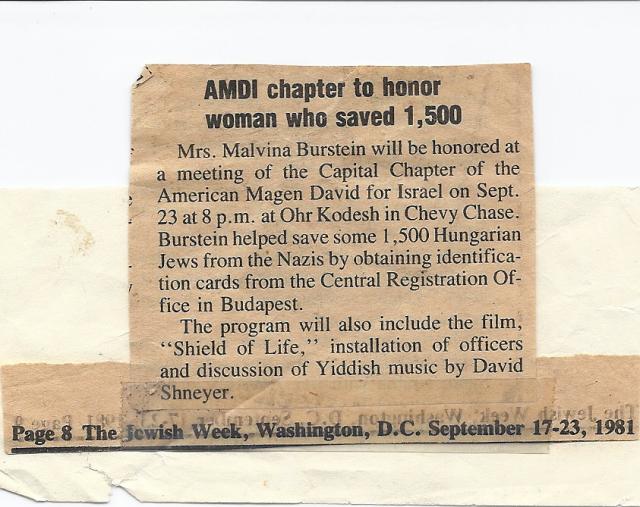 AMDI chapter to honor
woman who saved 1,500
Mrs. Malvina Burstein will be honored at
a meeting of the Capital Chapter of the
American Magen David for Israel on Sept.
23 at 8 p.m. at Ohr Kodesh in Chevy Chase.
Burstein helped save some 1,500 Hungarian
Jews from the Nazis by obtaining identifica-
tion cards from the Central Registration Of-
fice in Budapest.
The program will also include the film,
“Shield of Life,” installation of officers
and discussion of Yiddish music by David
Shneyer.
Page 8 The Jewish Week, Washington, D.C. September 17-23, 1981